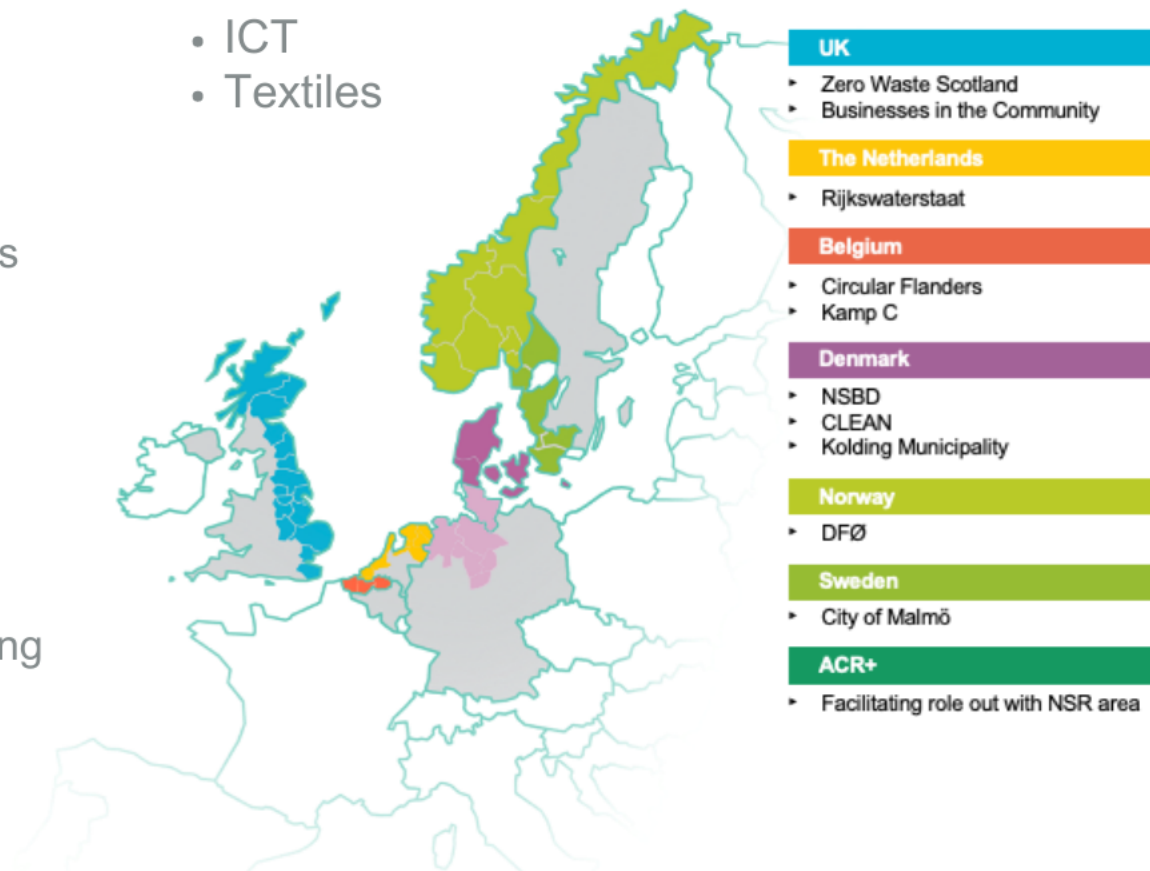 • ICT
• Textiles
s
ng
UK
‣ Zero Waste Scotland
‣ Businesses in the Community
The Netherlands
‣ Rijkswaterstaat
Belgium
‣ Circular Flanders
‣ Kamp C
Denmark
‣ NSBD
‣ CLEAN
‣ Kolding Municipality
Norway
‣ DFØ
Sweden
‣ City of Malmö
ACR+
‣ Facilitating role out with NSR area